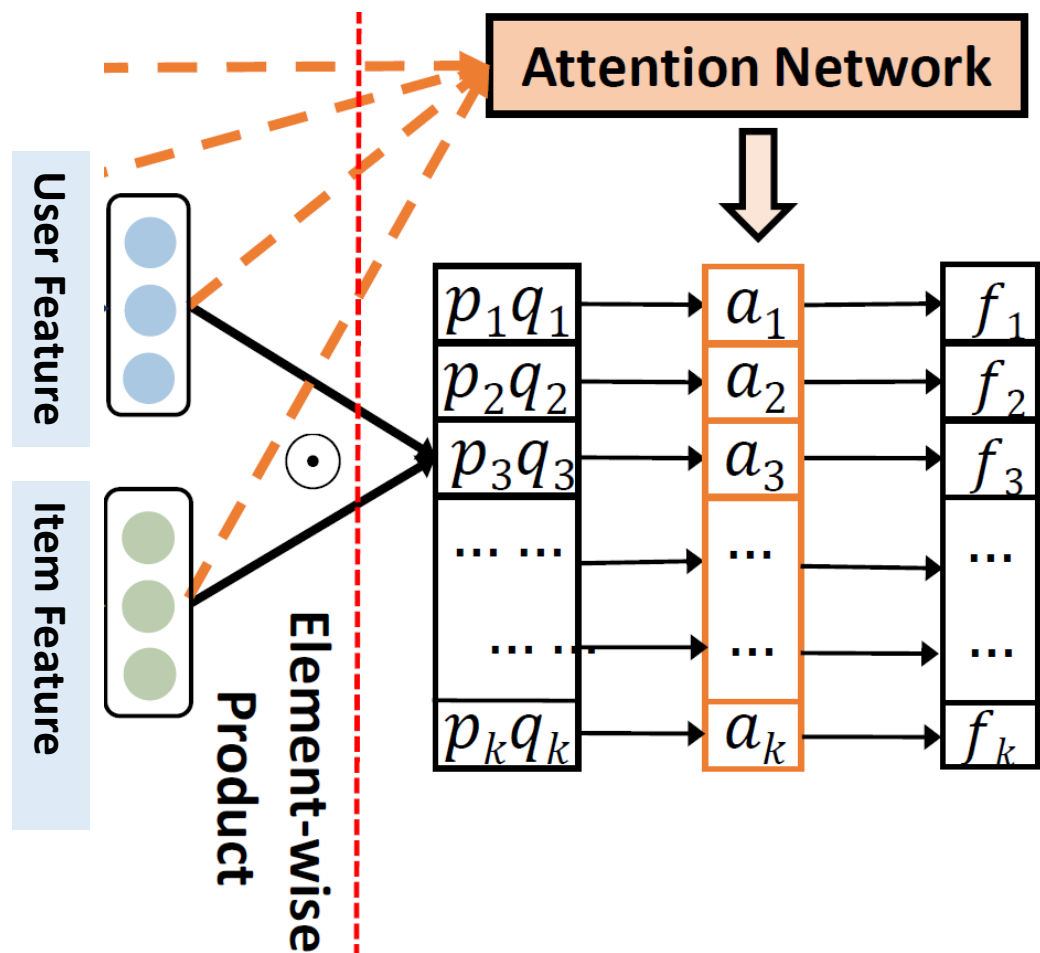 Attention Network
User Feature
Item Feature
Element-wise
Product
⊙
p₁q₁
a₁
f₁
p₂q₂
a₂
f₂
p₃q₃
a₃
f₃
... ...
...
...
... ...
...
...
pₖqₖ
aₖ
fₖ